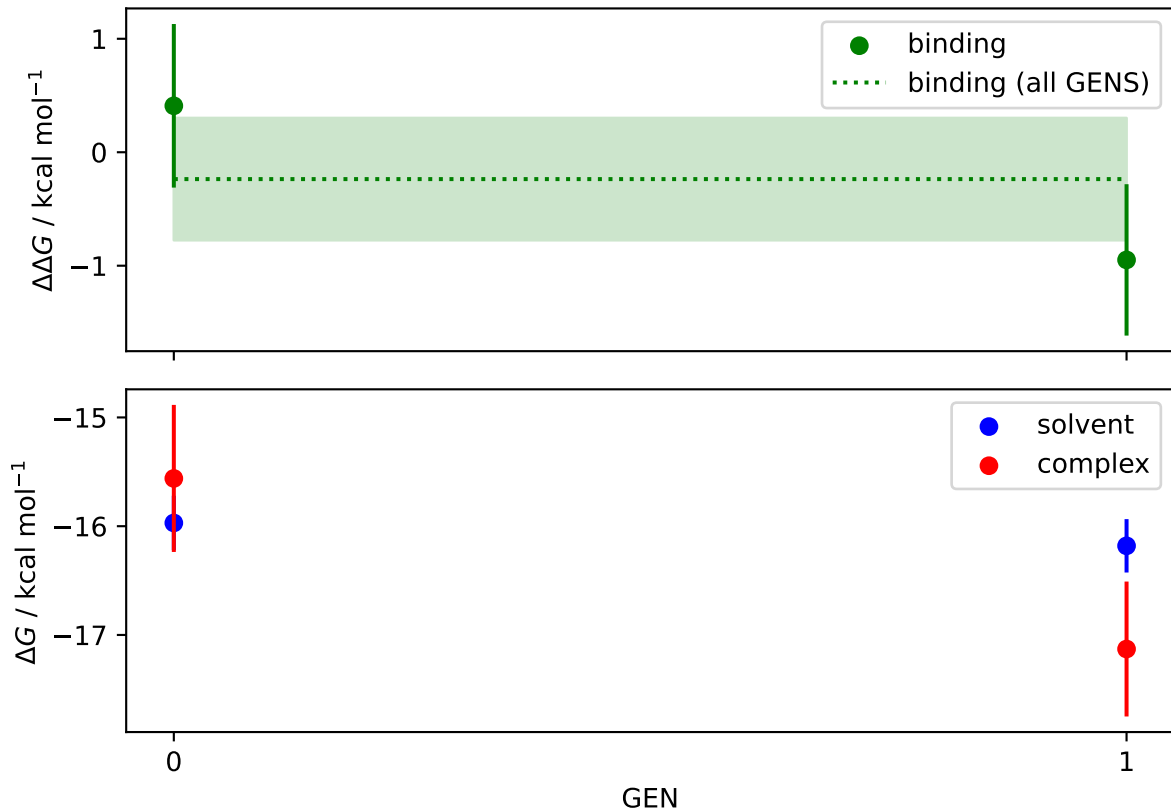 1
0
−1
ΔΔG / kcal mol⁻¹
binding
binding (all GENS)
−15
−16
−17
ΔG / kcal mol⁻¹
solvent
complex
0
1
GEN